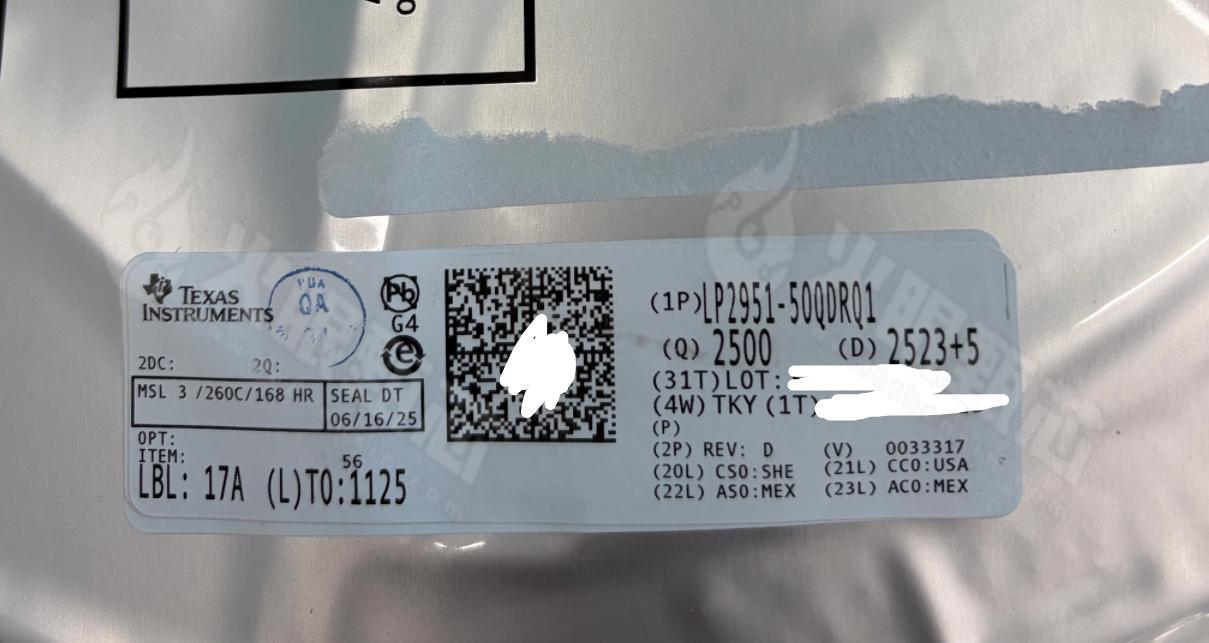 TEXAS
INSTRUMENTS
QA
Pb
G4
e
2DC: 2Q:
MSL 3 /260C/168 HR
SEAL DT
06/16/25
OPT:
ITEM:
56
LBL: 17A (L)TO:1125
(1P)LP2951-50QDRQ1
(Q) 2500 (D) 2523+5
(31T)LOT:
(4W) TKY (1T)
(P)
(2P) REV: D (V) 0033317
(20L) CSO:SHE (21L) CCO:USA
(22L) ASO:MEX (23L) ACO:MEX